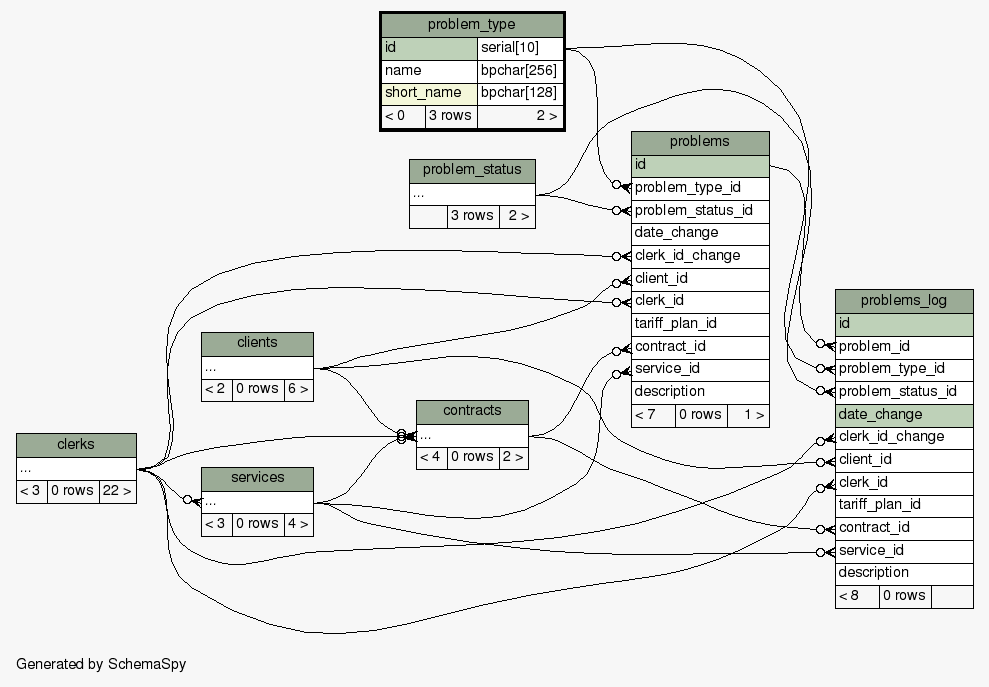 problem_type
id serial[10]
name bpchar[256]
short_name bpchar[128]
< 0 3 rows 2 >
problem_status
...
3 rows 2 >
problems
id
problem_type_id
problem_status_id
date_change
clerk_id_change
client_id
clerk_id
tariff_plan_id
contract_id
service_id
description
< 7 0 rows 1 >
problems_log
id
problem_id
problem_type_id
problem_status_id
date_change
clerk_id_change
client_id
clerk_id
tariff_plan_id
contract_id
service_id
description
< 8 0 rows
clients
...
< 2 0 rows 6 >
contracts
...
< 4 0 rows 2 >
clerks
...
< 3 0 rows 22 >
services
...
< 3 0 rows 4 >
Generated by SchemaSpy